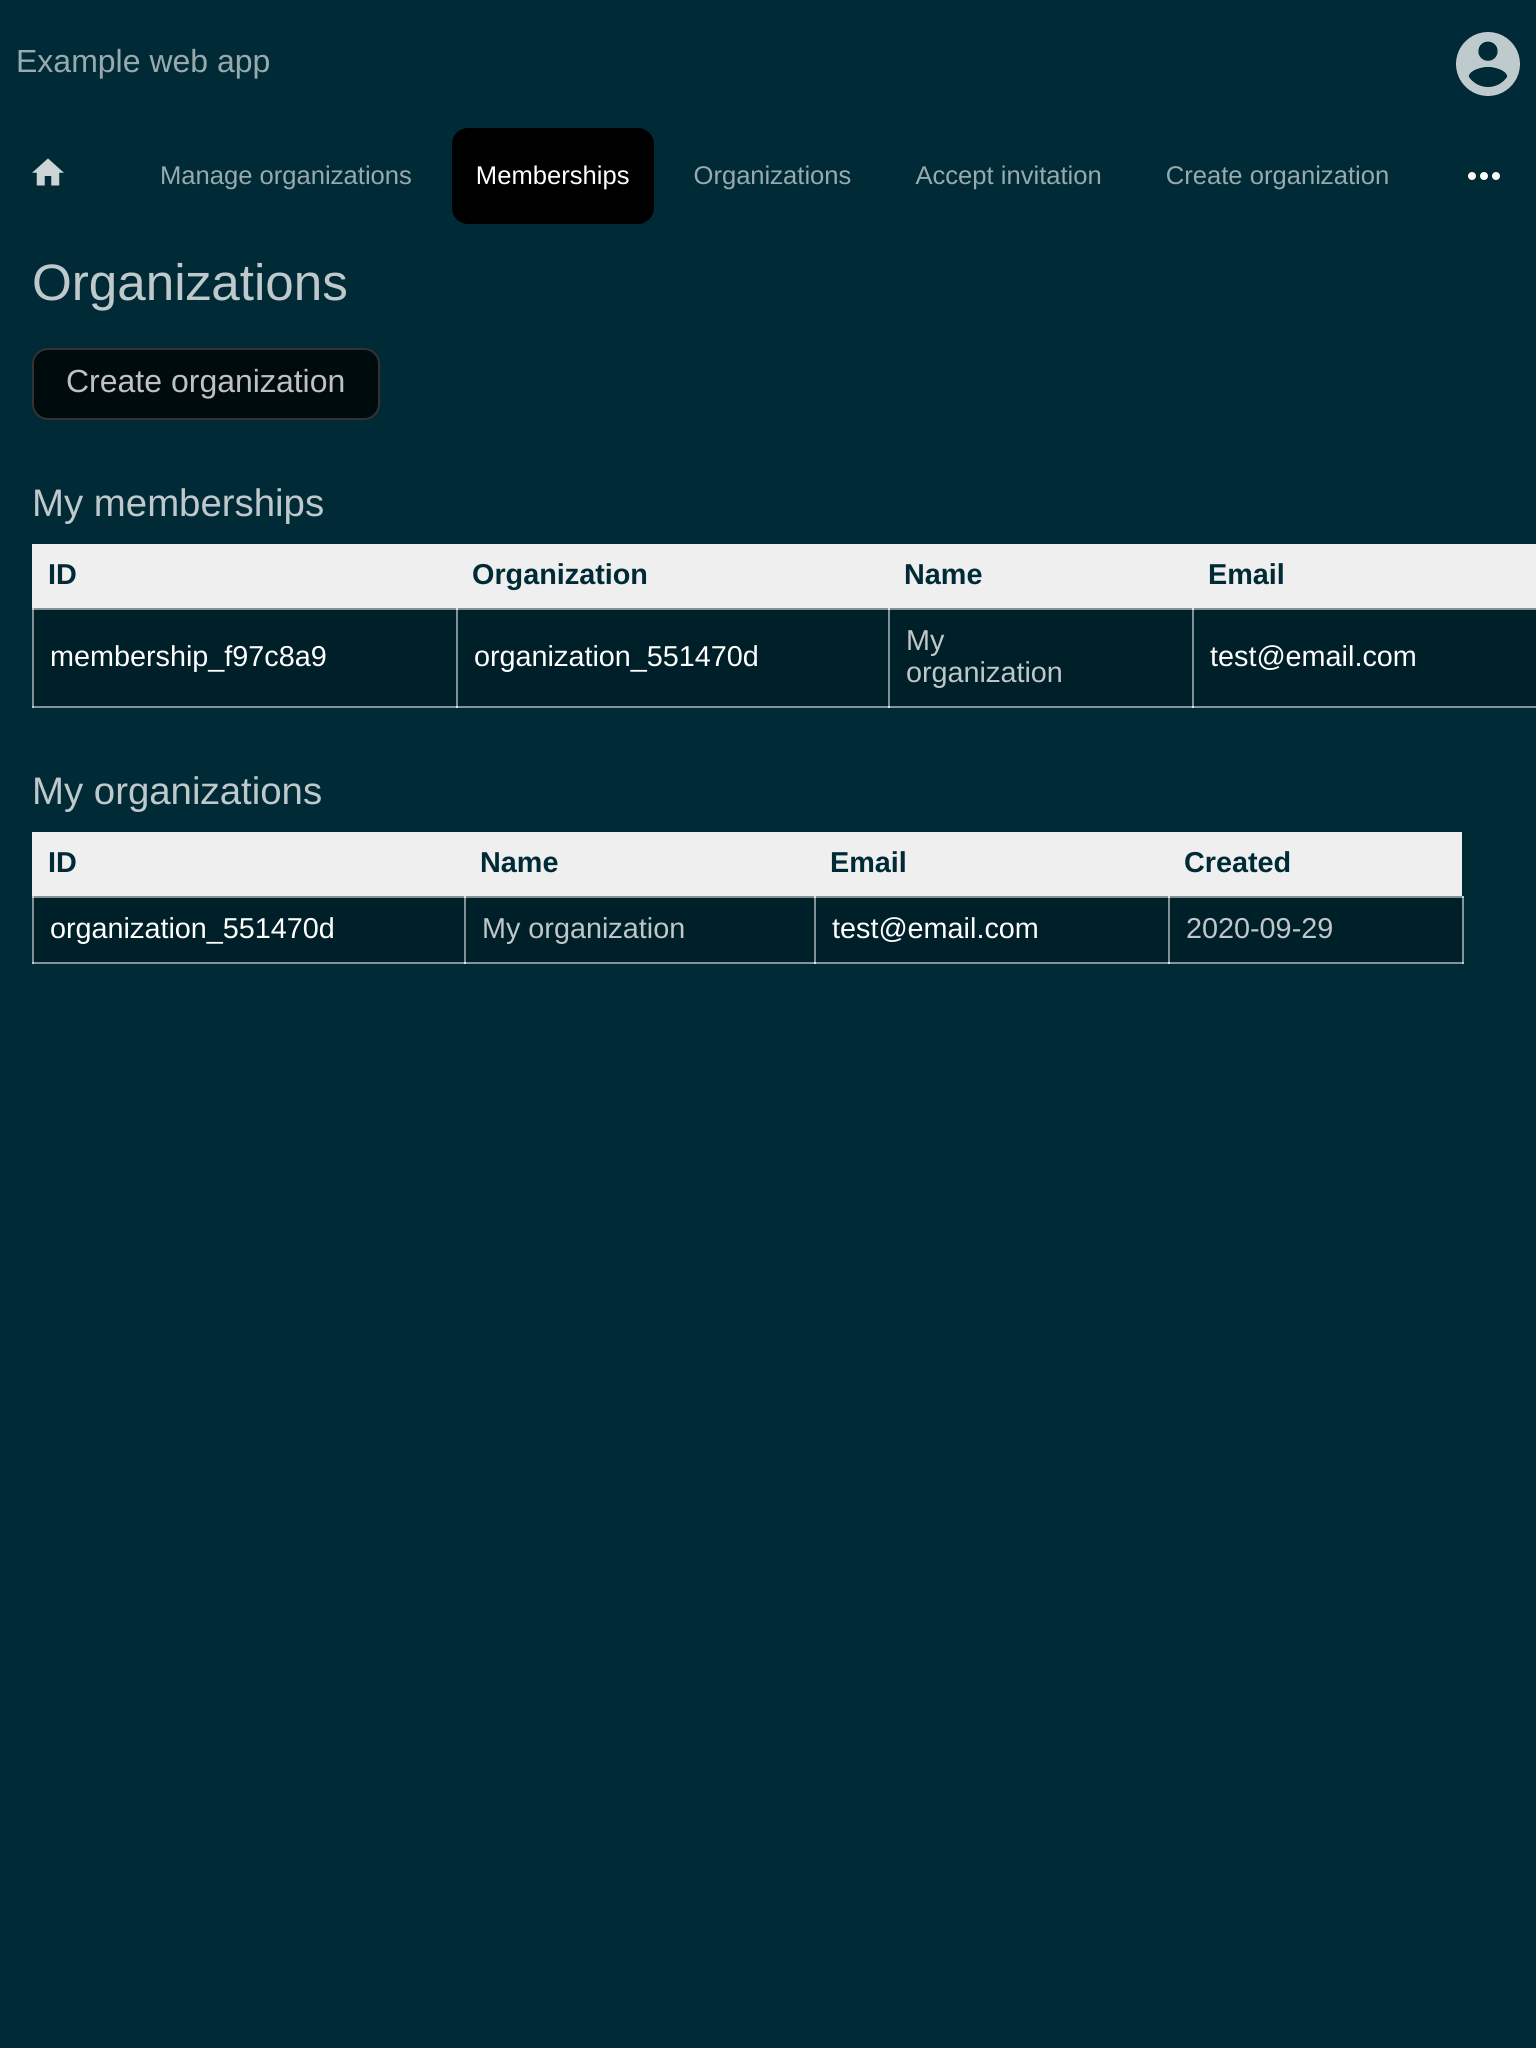 Example web app
Manage organizations Memberships Organizations Accept invitation Create organization
Organizations
Create organization
My memberships
ID Organization Name Email
membership_f97c8a9 organization_551470d My organization test@email.com
My organizations
ID Name Email Created
organization_551470d My organization test@email.com 2020-09-29